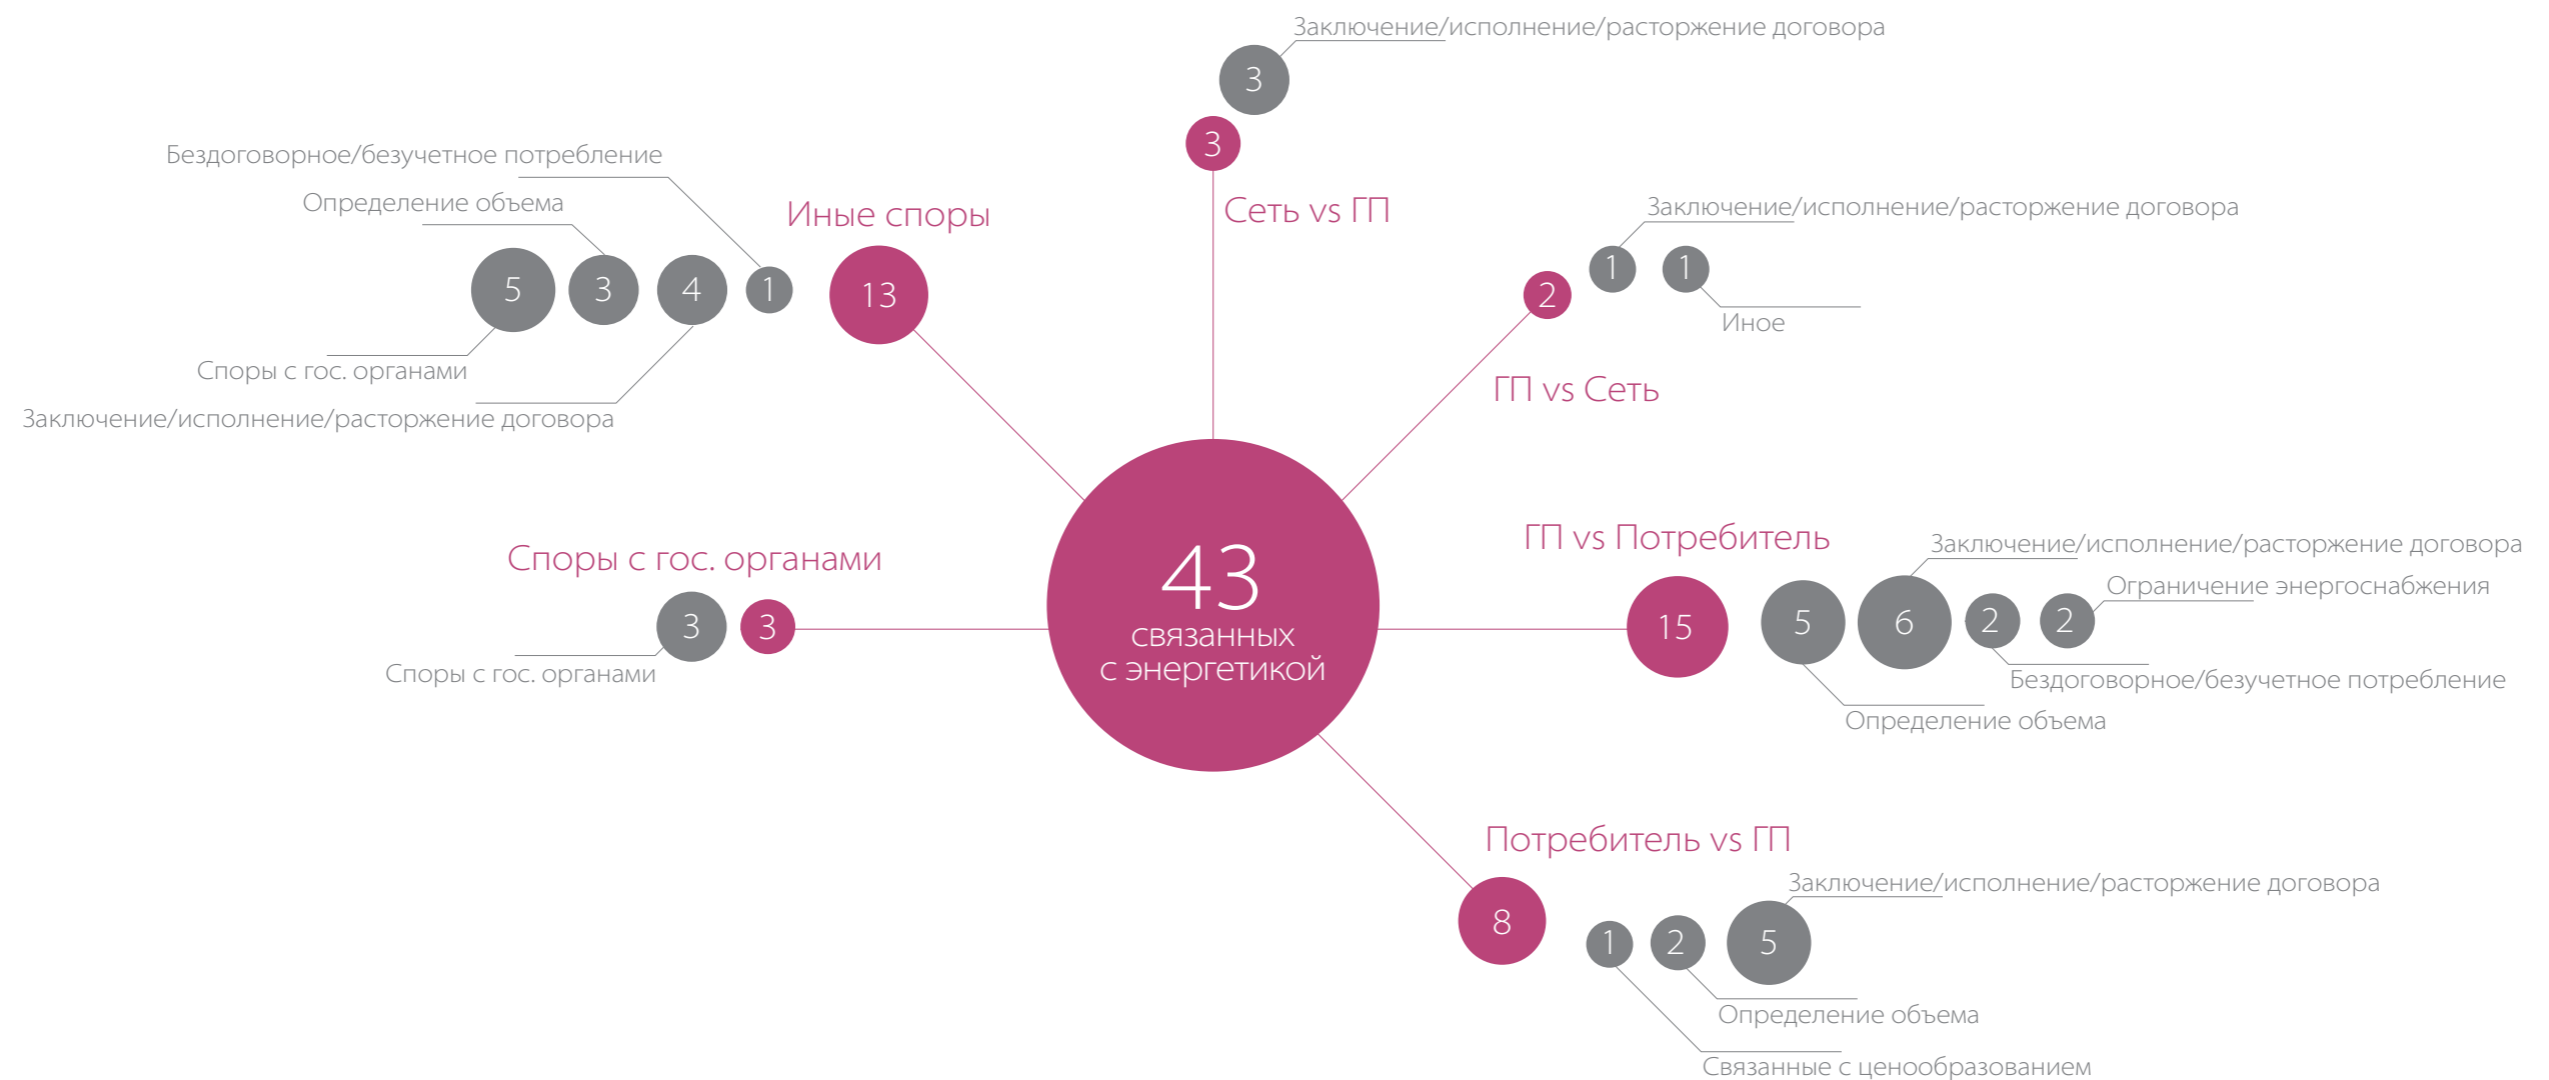 Заключение/исполнение/расторжение договора
3
3
Сеть vs ГП
Бездоговорное/безучетное потребление
Определение объема
Иные споры
5
3
4
1
13
Споры с гос. органами
Заключение/исполнение/расторжение договора
Заключение/исполнение/расторжение договора
2
1
1
Иное
ГП vs Сеть
Споры с гос. органами
3
3
Споры с гос. органами
43
связанных
с энергетикой
ГП vs Потребитель
Заключение/исполнение/расторжение договора
Ограничение энергоснабжения
15
5
6
2
2
Бездоговорное/безучетное потребление
Определение объема
Потребитель vs ГП
Заключение/исполнение/расторжение договора
8
1
2
5
Определение объема
Связанные с ценообразованием